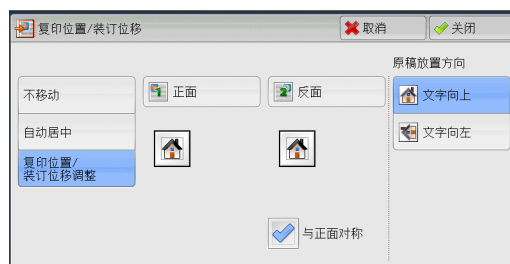 复印位置/装订位移
取消
关闭
原稿放置方向
不移动
正面
反面
文字向上
自动居中
文字向左
复印位置/
装订位移调整
与正面对称